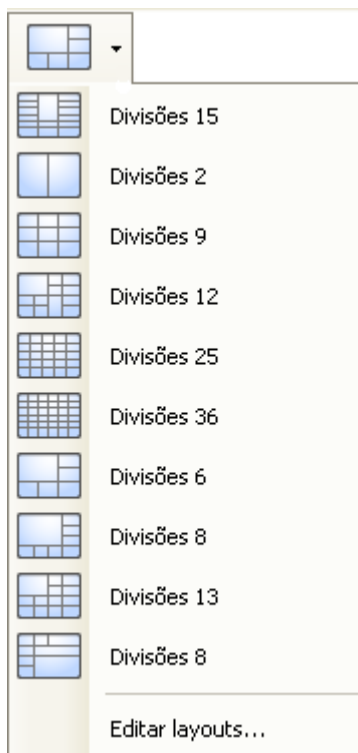 Divisões 15
Divisões 2
Divisões 9
Divisões 12
Divisões 25
Divisões 36
Divisões 6
Divisões 8
Divisões 13
Divisões 8
Editar layouts...